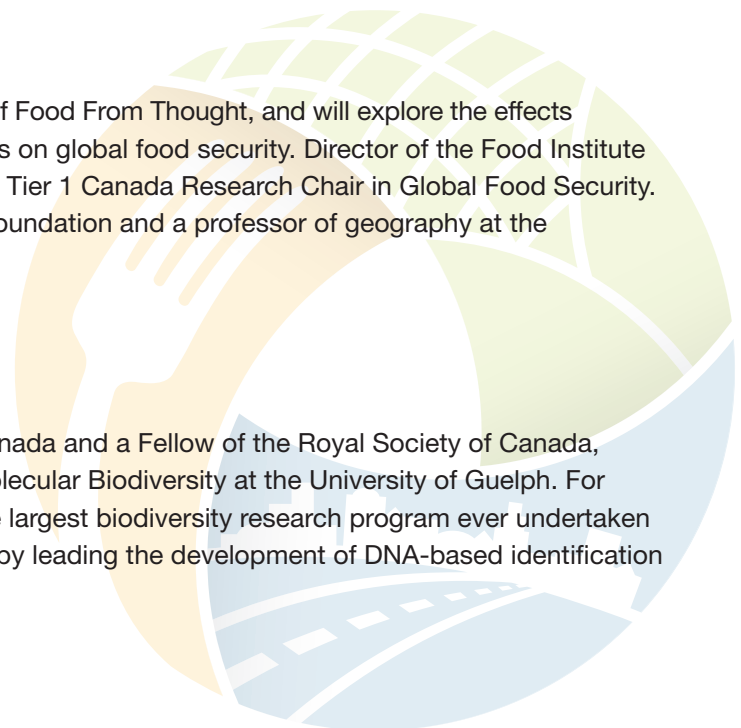 f Food From Thought, and will explore the effects
s on global food security. Director of the Food Institute
Tier 1 Canada Research Chair in Global Food Security.
oundation and a professor of geography at the
nada and a Fellow of the Royal Society of Canada,
lecular Biodiversity at the University of Guelph. For
e largest biodiversity research program ever undertaken
by leading the development of DNA-based identification